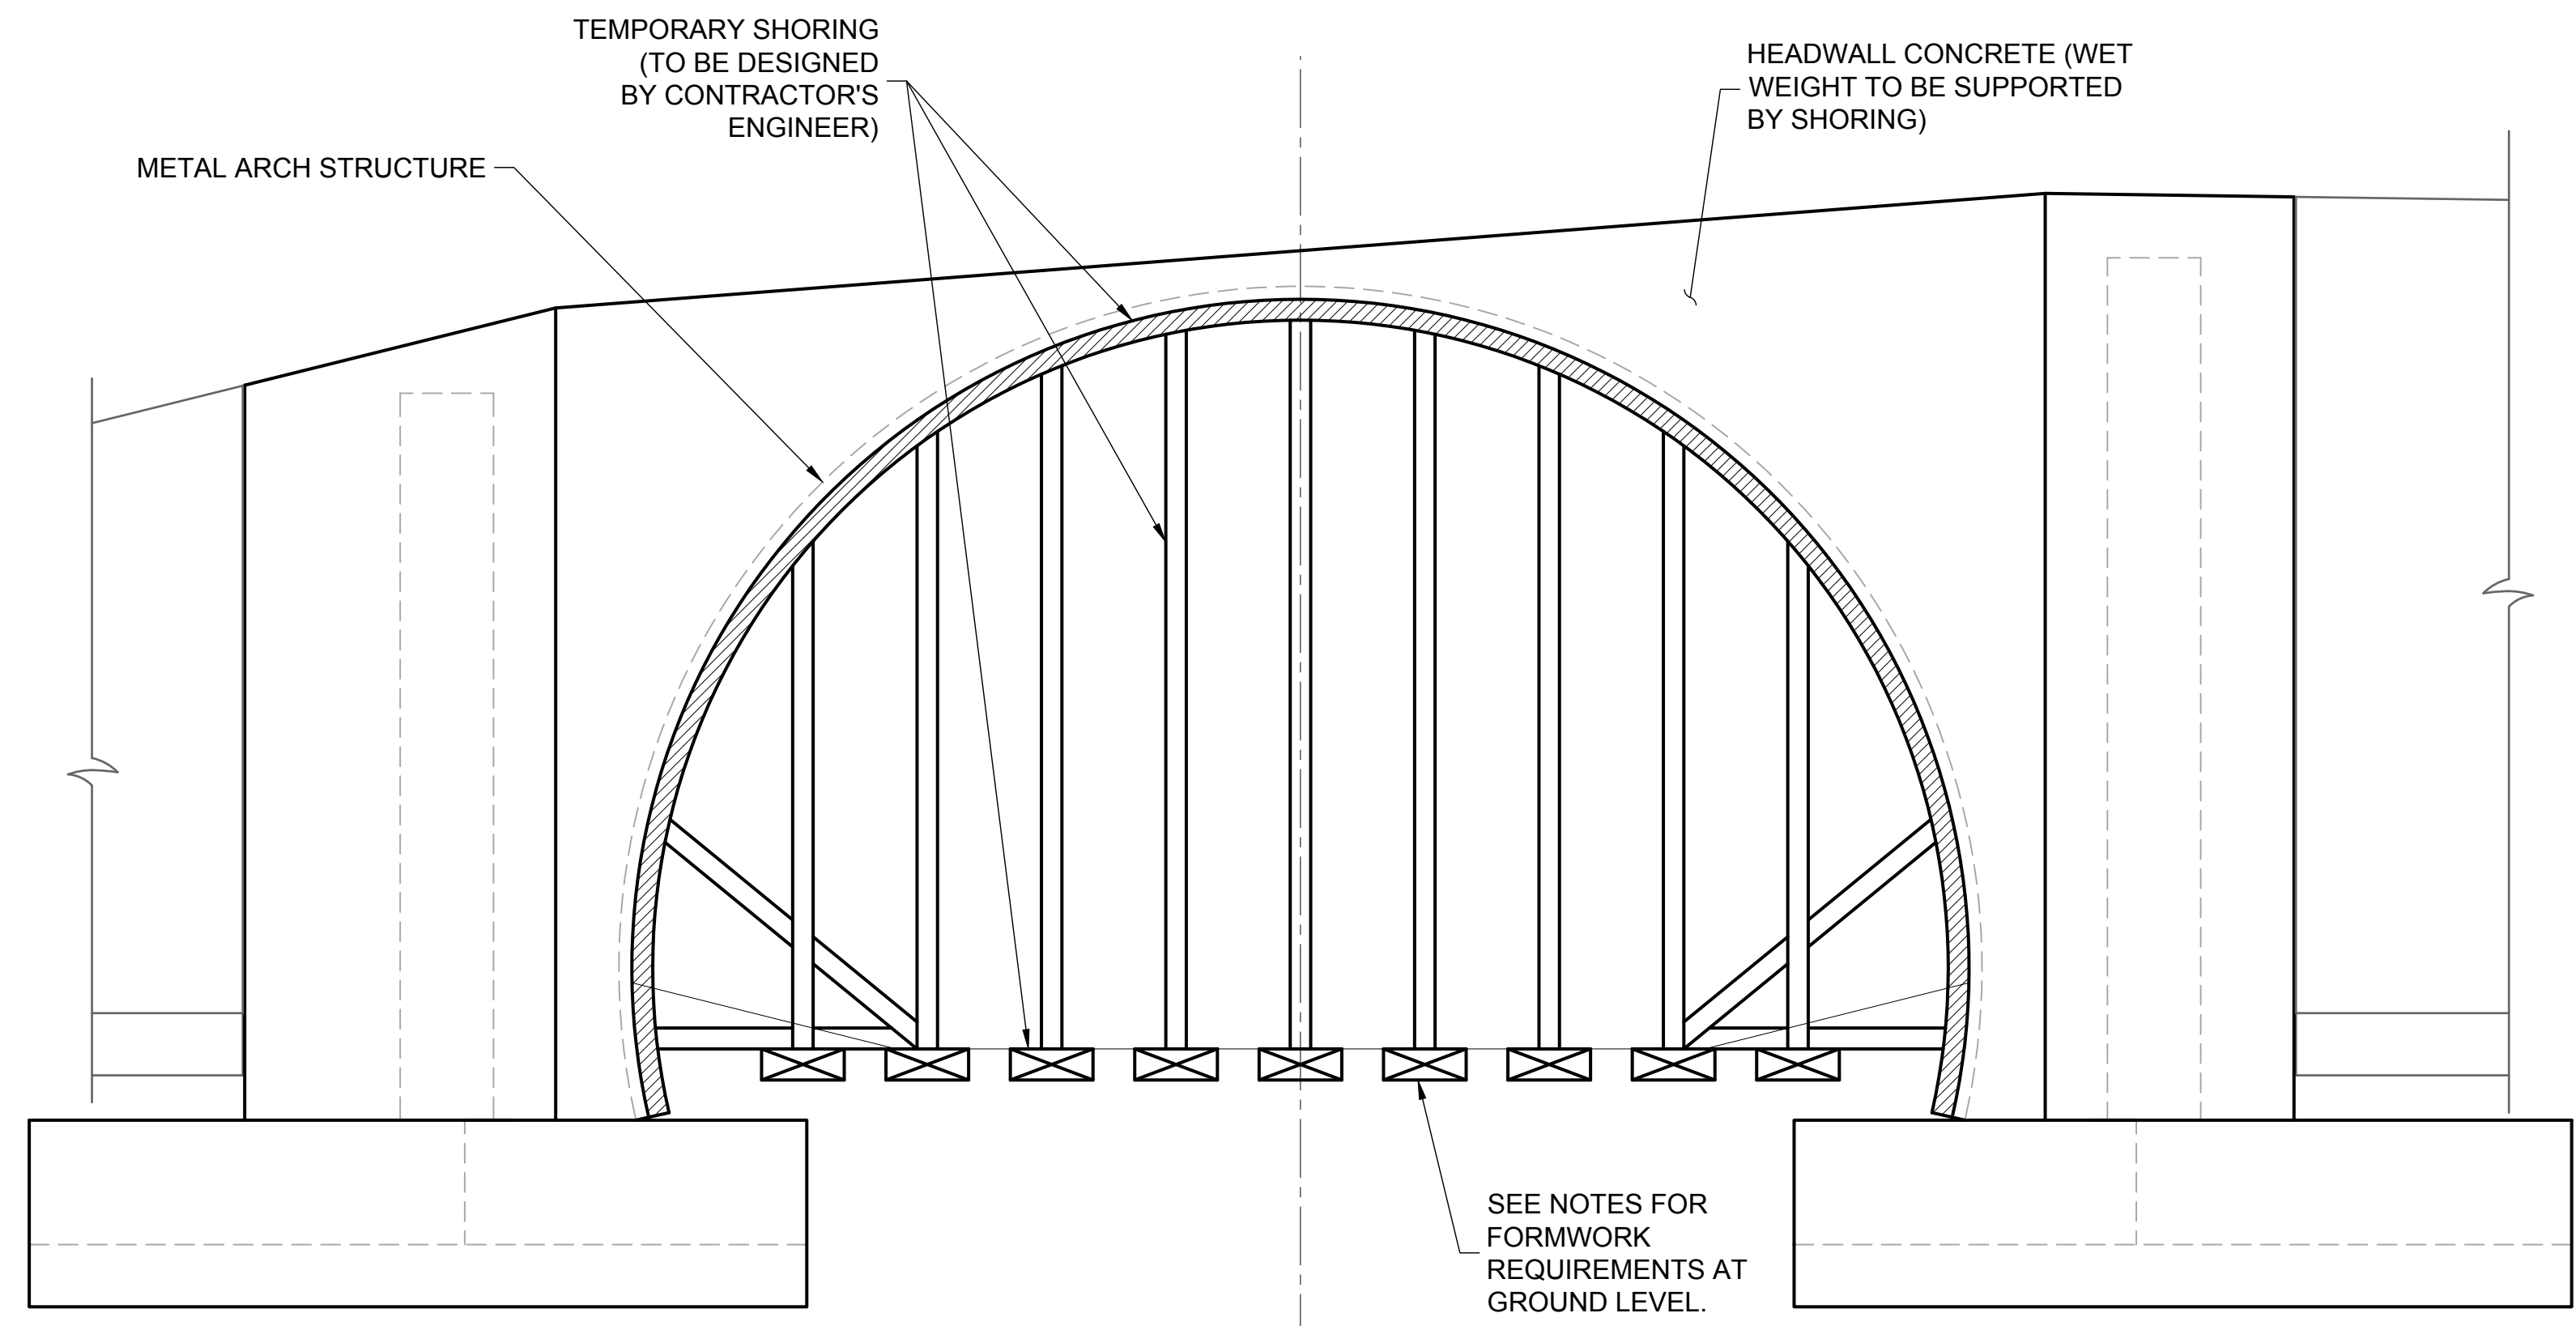 TEMPORARY SHORING
(TO BE DESIGNED
BY CONTRACTOR'S
ENGINEER)
HEADWALL CONCRETE (WET
WEIGHT TO BE SUPPORTED
BY SHORING)
METAL ARCH STRUCTURE
SEE NOTES FOR
FORMWORK
REQUIREMENTS AT
GROUND LEVEL.